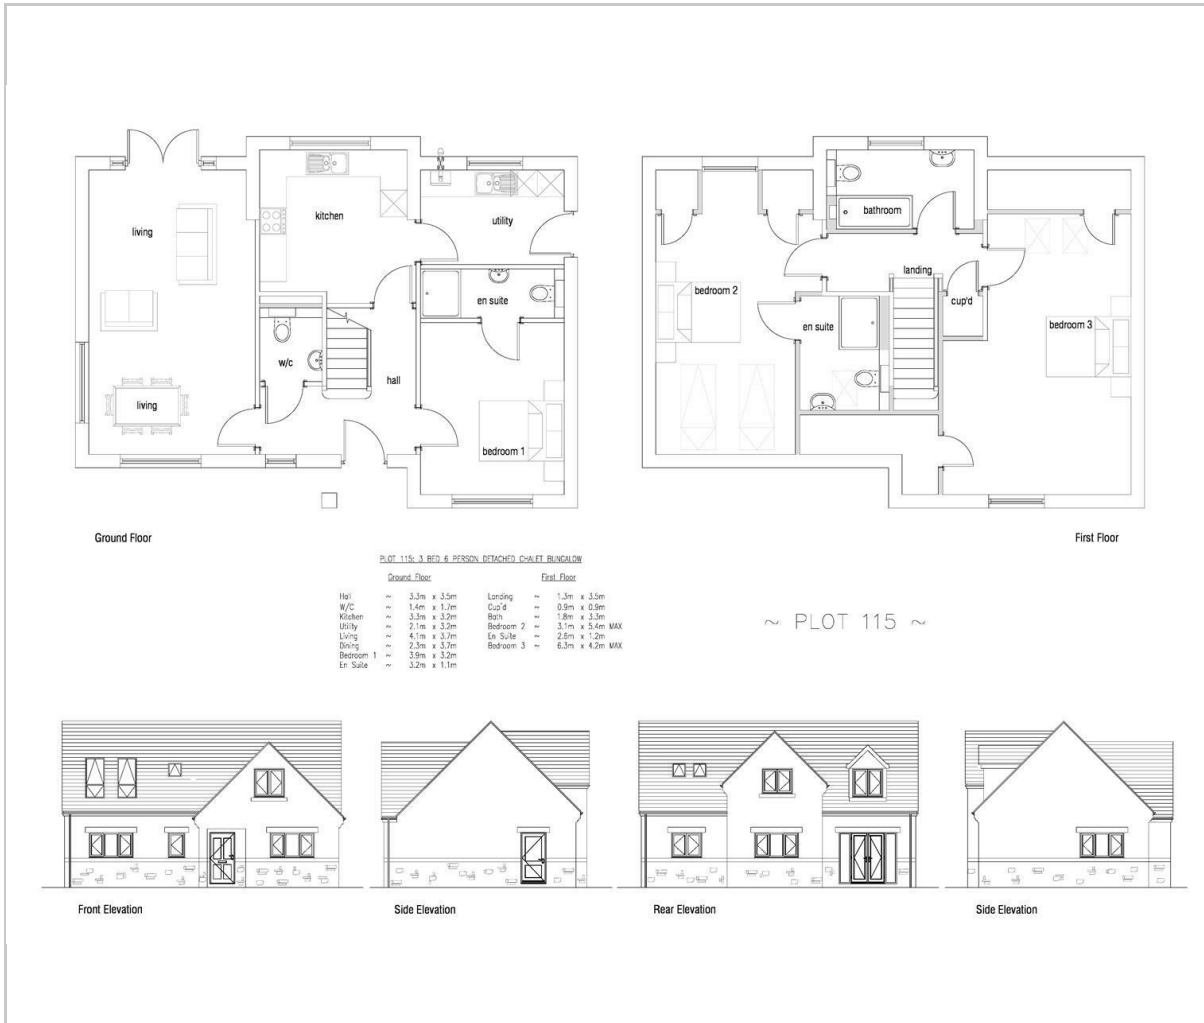 living
kitchen
utility
en suite
w/c
hall
living
bedroom 1
Ground Floor
bathroom
landing
bedroom 2
cup'd
en suite
bedroom 3
First Floor
PLOT 115: 3 BED 6 PERSON DETACHED CHALET BUNGALOW
Ground Floor
Hall ~ 3.3m x 3.5m
W/C ~ 1.4m x 1.7m
Kitchen ~ 3.3m x 3.2m
Utility ~ 2.1m x 3.2m
Living ~ 4.1m x 3.7m
Dining ~ 2.3m x 3.7m
Bedroom 1 ~ 3.9m x 3.2m
En Suite ~ 3.2m x 1.1m
First Floor
Landing ~ 1.3m x 3.5m
Cup'd ~ 0.9m x 0.9m
Bath ~ 1.8m x 3.3m
Bedroom 2 ~ 3.1m x 5.4m MAX
En Suite ~ 2.6m x 1.2m
Bedroom 3 ~ 6.3m x 4.2m MAX
~ PLOT 115 ~
Front Elevation
Side Elevation
Rear Elevation
Side Elevation